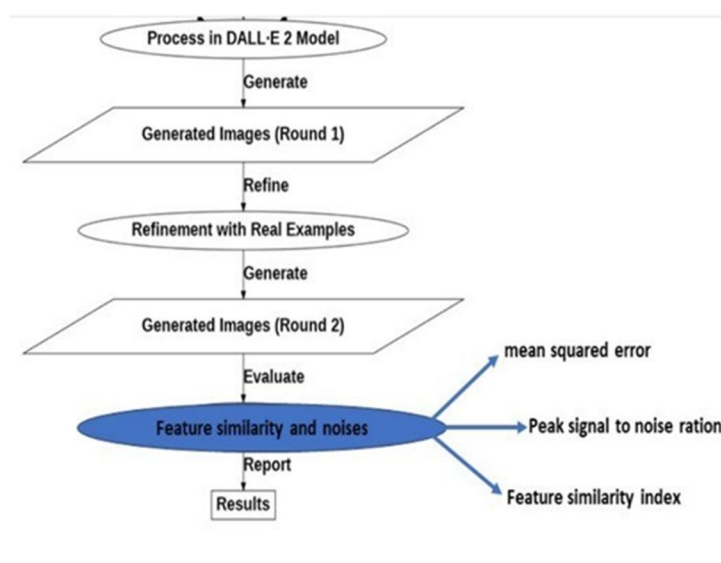 Process in DALL·E 2 Model
Generate
Generated Images (Round 1)
Refine
Refinement with Real Examples
Generate
Generated Images (Round 2)
Evaluate
mean squared error
Feature similarity and noises
Peak signal to noise ration
Report
Feature similarity index
Results